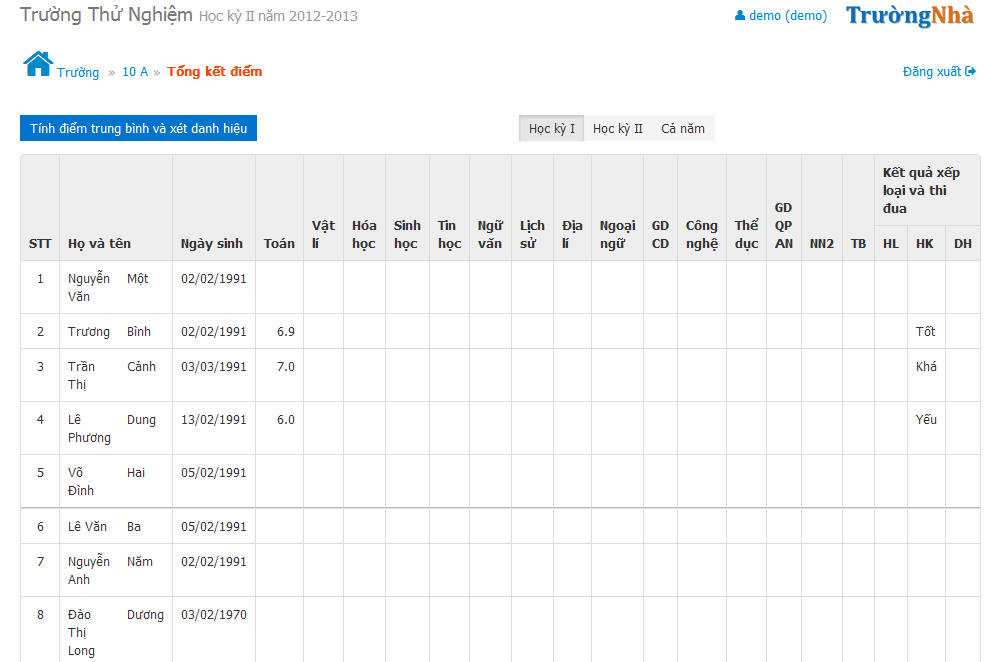 Trường Thử Nghiệm Học kỳ II năm 2012-2013
demo (demo)
TrườngNhà
Trường » 10 A » Tổng kết điểm
Đăng xuất
Tính điểm trung bình và xét danh hiệu
Học kỳ I Học kỳ II Cả năm
STT Họ và tên Ngày sinh Toán Vật lí Hóa học Sinh học Tin học Ngữ văn Lịch sử Địa lí Ngoại ngữ GD CD Công nghệ Thể dục GD QP AN NN2 TB Kết quả xếp loại và thi đua
HL HK DH
1 Nguyễn Văn Một 02/02/1991
2 Trương Bình 02/02/1991 6.9 Tốt
3 Trần Thị Cảnh 03/03/1991 7.0 Khá
4 Lê Phương Dung 13/02/1991 6.0 Yếu
5 Võ Đình Hai 05/02/1991
6 Lê Văn Ba 05/02/1991
7 Nguyễn Anh Năm 02/02/1991
8 Đào Thị Long Dương 03/02/1970